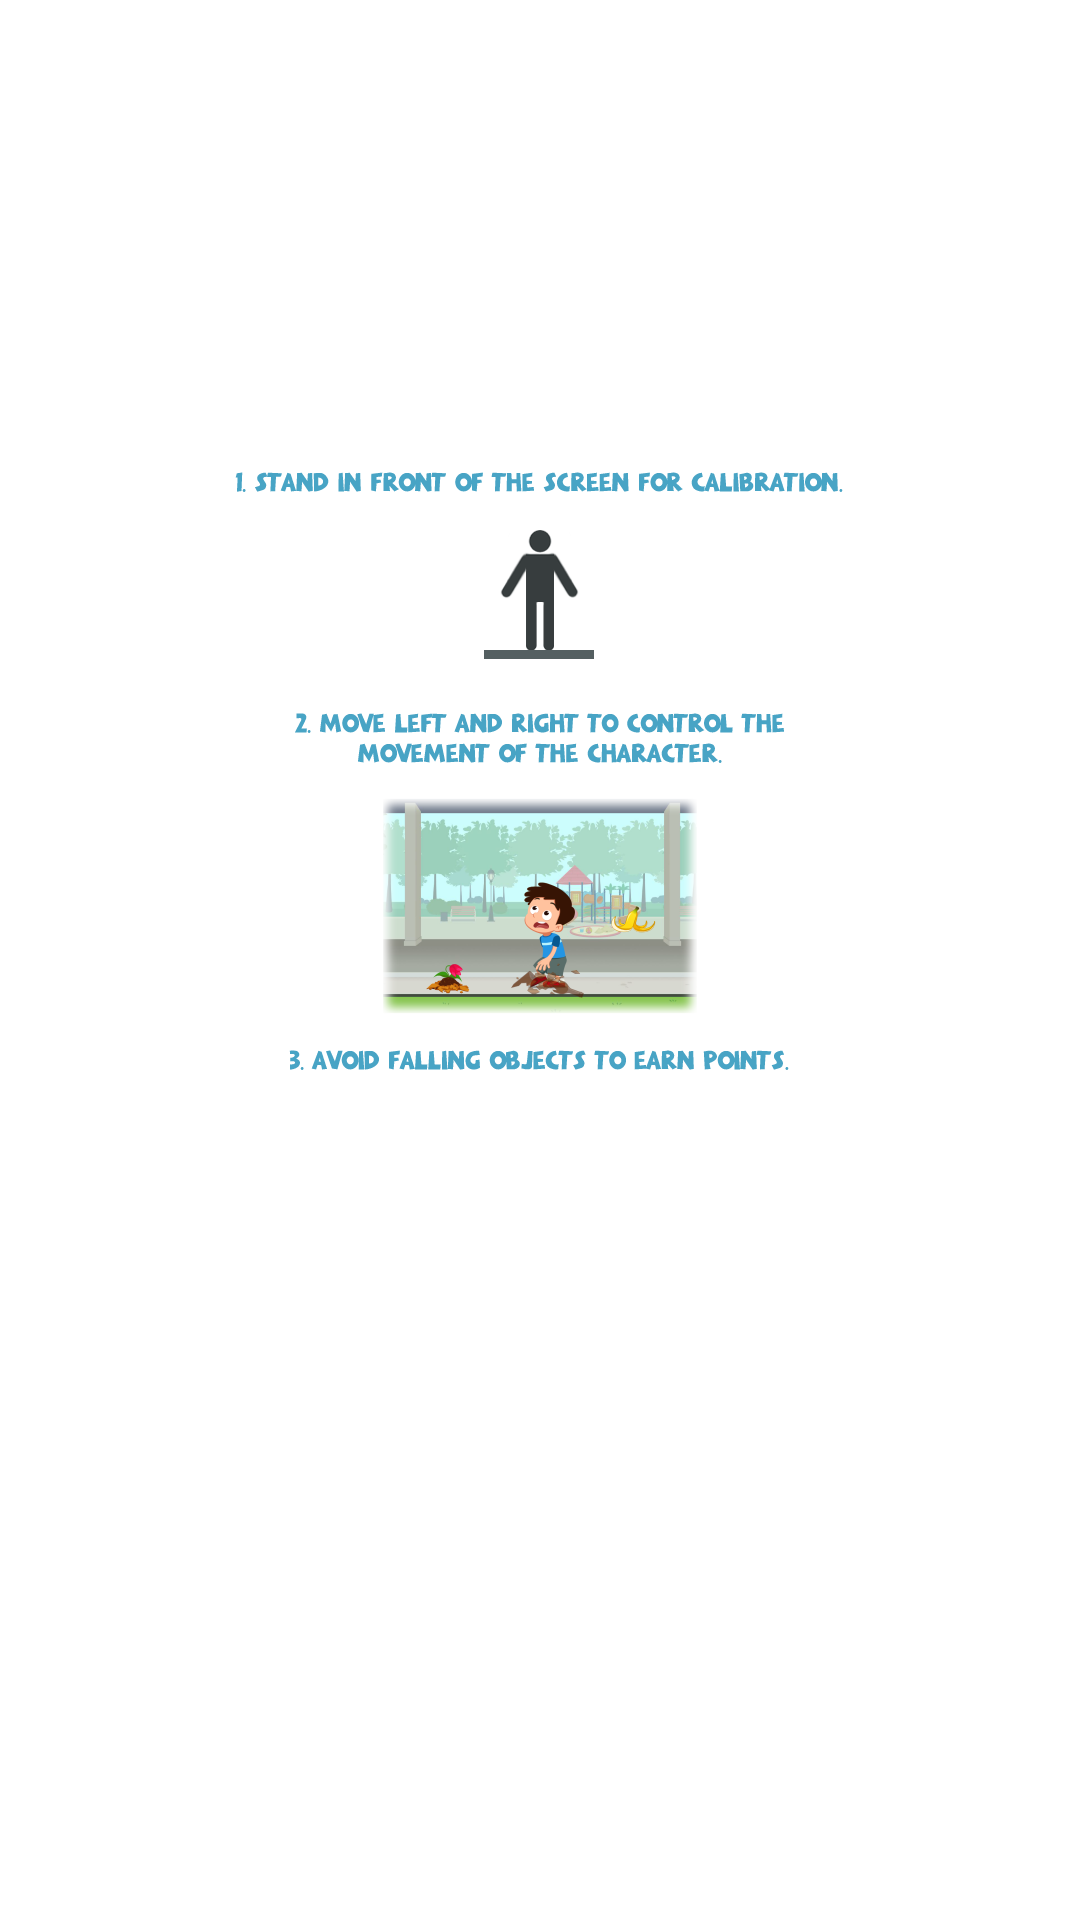 1. STAND IN FRONT OF THE SCREEN FOR CALIBRATION.
2. MOVE LEFT AND RIGHT TO CONTROL THE
MOVEMENT OF THE CHARACTER.
3. AVOID FALLING OBJECTS TO EARN POINTS.